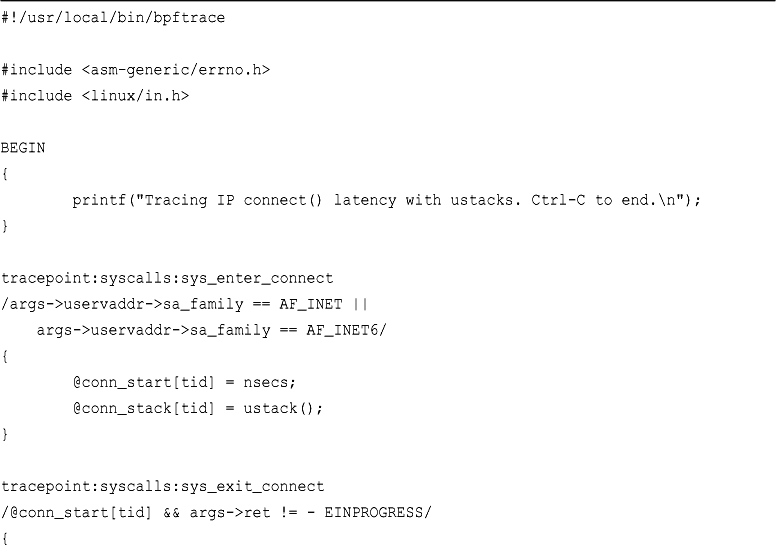 #!/usr/local/bin/bpftrace
#include <asm-generic/errno.h>
#include <linux/in.h>
BEGIN
{
        printf("Tracing IP connect() latency with ustacks. Ctrl-C to end.\n");
}
tracepoint:syscalls:sys_enter_connect
/args->uservaddr->sa_family == AF_INET ||
    args->uservaddr->sa_family == AF_INET6/
{
        @conn_start[tid] = nsecs;
        @conn_stack[tid] = ustack();
}
tracepoint:syscalls:sys_exit_connect
/@conn_start[tid] && args->ret != - EINPROGRESS/
{